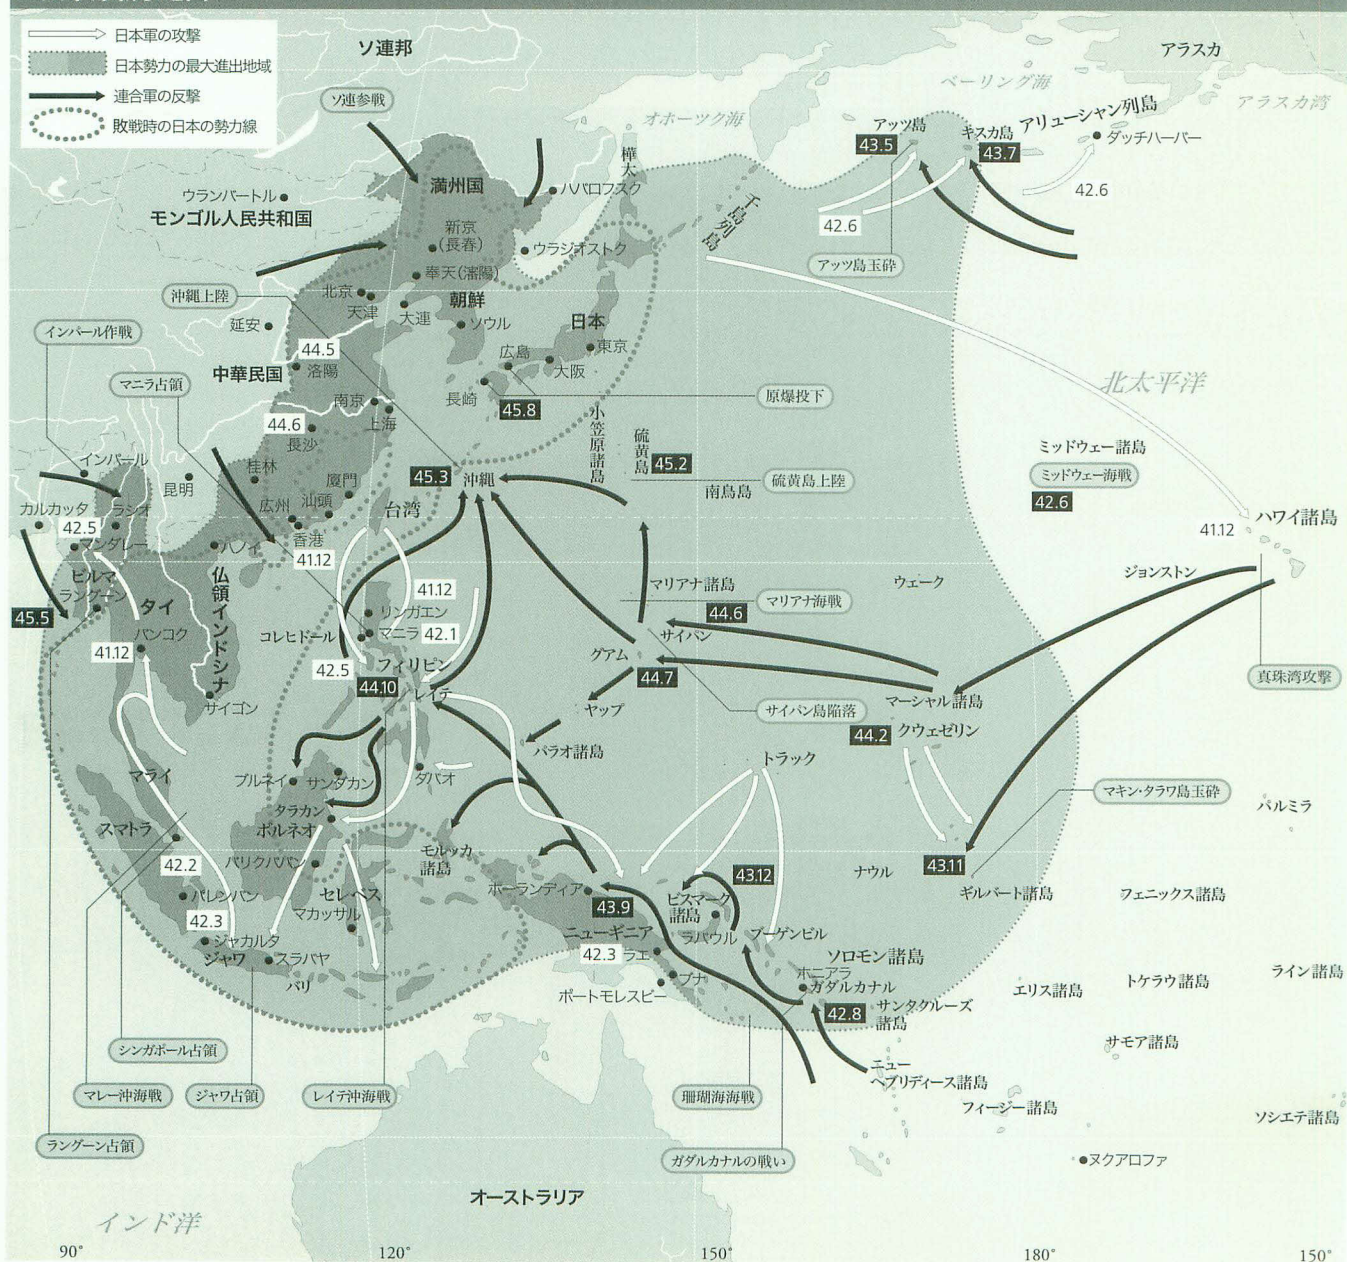 日本軍の攻撃
日本勢力の最大進出地域
連合軍の反撃
敗戦時の日本の勢力線
ソ連邦
アラスカ
ベーリング海
アラスカ湾
オホーツク海
アリューシャン列島
アッツ島
キスカ島
43.5
43.7
ダッチハーバー
42.6
42.6
アッツ島玉砕
ソ連参戦
樺太
千島列島
満州国
ハバロフスク
ウランバートル
モンゴル人民共和国
新京
(長春)
ウラジオストク
奉天(瀋陽)
沖縄上陸
北京
天津
大連
朝鮮
ソウル
日本
東京
延安
インパール作戦
44.5
洛陽
中華民国
広島
大阪
長崎
45.8
原爆投下
マニラ占領
南京
上海
44.6
長沙
小笠原諸島
硫黄島
45.2
硫黄島上陸
南鳥島
北太平洋
ミッドウェー諸島
ミッドウェー海戦
42.6
インパール
昆明
桂林
厦門
広州
汕頭
香港
台湾
45.3
沖縄
カルカッタ
42.5
ラシオ
マンダレー
ハノイ
41.12
41.12
ハワイ諸島
ジョンストン
ビルマ
ラングーン
45.5
タイ
バンコク
41.12
仏領インドシナ
サイゴン
コレヒドール
リンガエン
マニラ
41.12
42.1
42.5
フィリピン
44.10
レイテ
マリアナ諸島
44.6
マリアナ海戦
ウェーク
サイパン
グアム
44.7
ヤップ
サイパン島陥落
真珠湾攻撃
マーシャル諸島
クウェゼリン
44.2
パラオ諸島
トラック
マライ
ブルネイ
サンダカン
ダバオ
タラカン
ボルネオ
マキン・タラワ島玉砕
パルミラ
スマトラ
42.2
パレンバン
バリクパパン
セレベス
マカッサル
モルッカ
諸島
ホーランディア
43.9
43.12
ビスマーク
諸島
ラバウル
ナウル
43.11
ギルバート諸島
フェニックス諸島
42.3
ジャカルタ
ジャワ
スラバヤ
バリ
ニューギニア
42.3
ラエ
ブナ
ポートモレスビー
ブーゲンビル
ソロモン諸島
ホニアラ
ガダルカナル
42.8
サンタクルーズ
諸島
エリス諸島
トケラウ諸島
ライン諸島
サモア諸島
シンガポール占領
マレー沖海戦
ジャワ占領
レイテ沖海戦
珊瑚海海戦
ニュー
ヘブリディース諸島
フィージー諸島
ソシエテ諸島
ラングーン占領
ガダルカナルの戦い
ヌクアロファ
オーストラリア
インド洋
90°
120°
150°
180°
150°